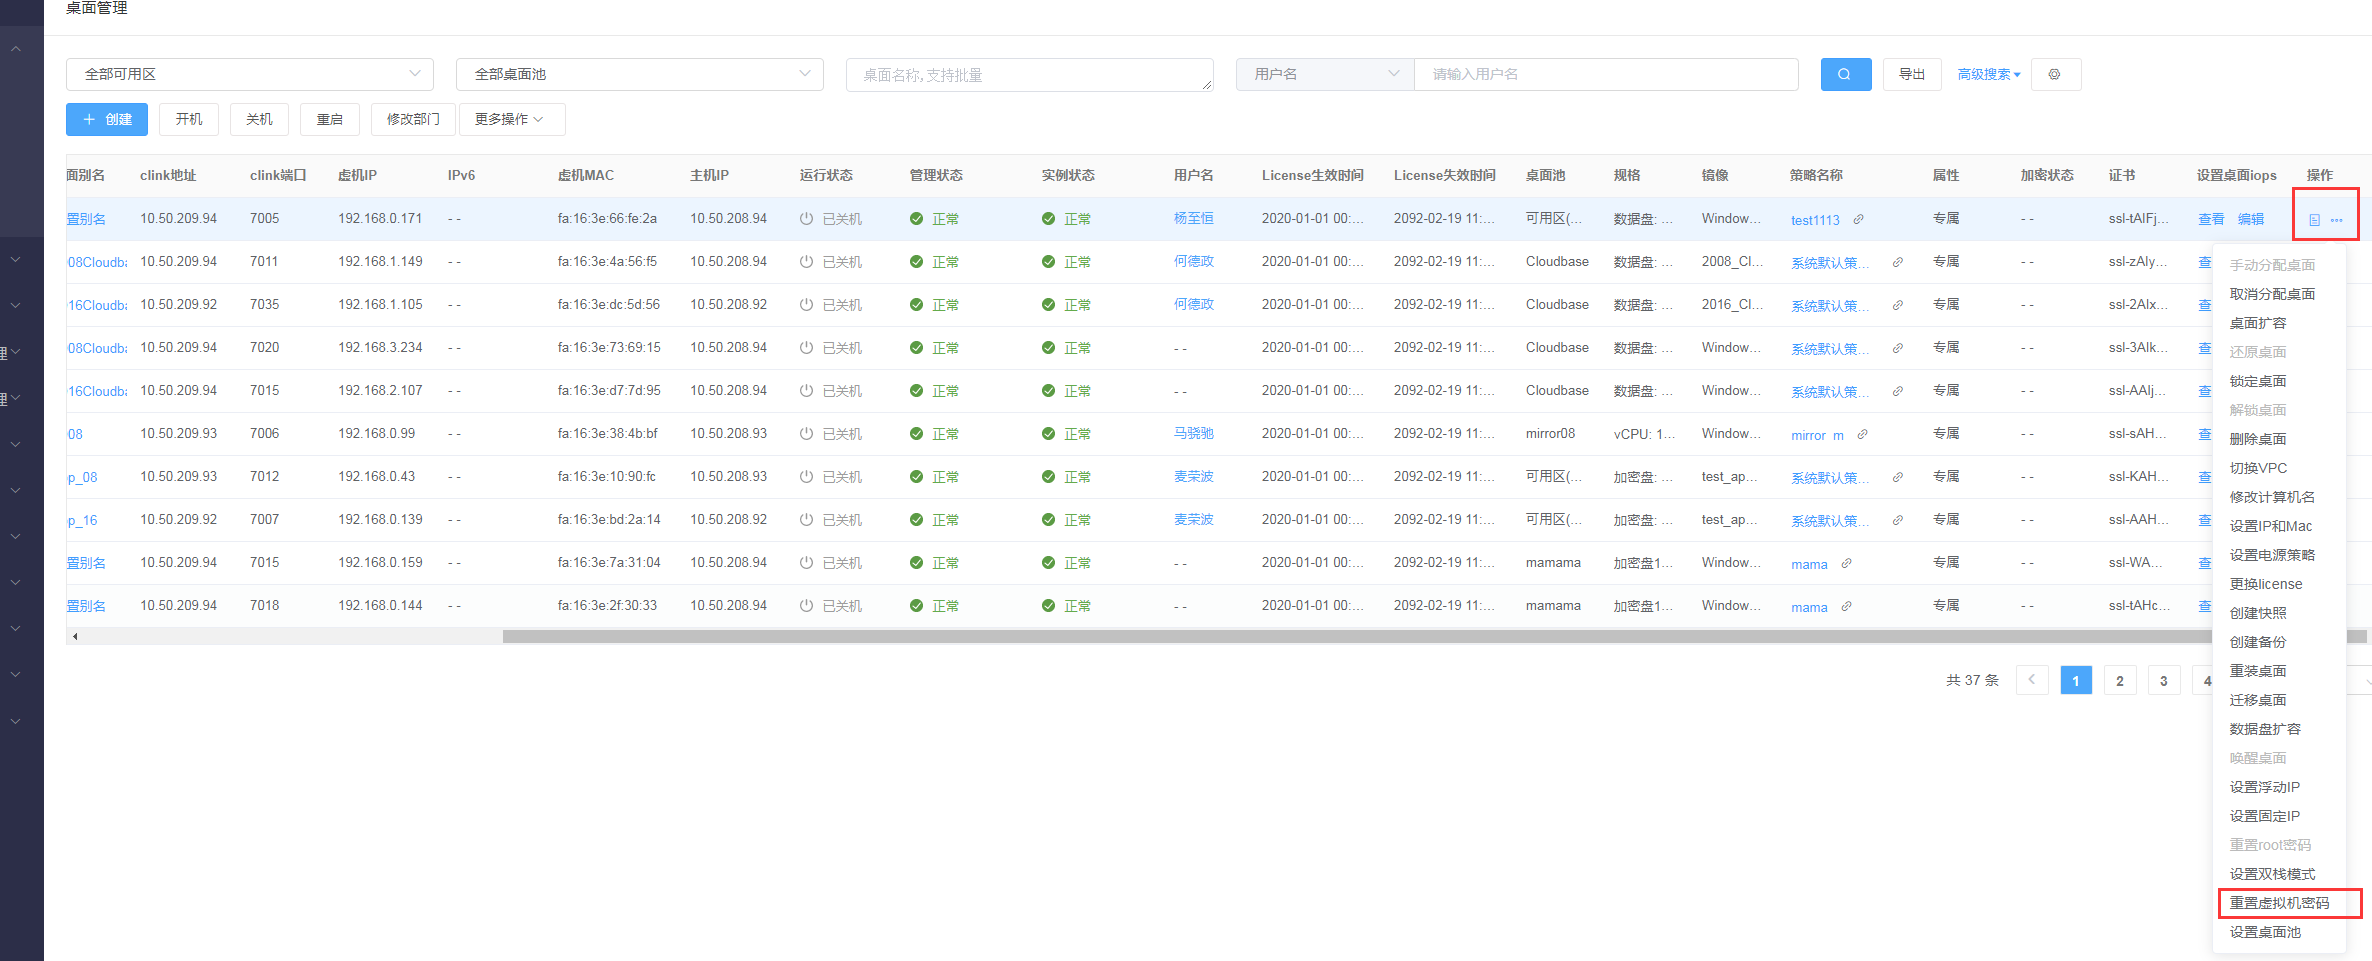 桌面管理
全部可用区 全部桌面池 桌面名称,支持批量 用户名 请输入用户名 导出 高级搜索
创建 开机 关机 重启 修改部门 更多操作
面别名 clink地址 clink端口 虚机IP IPv6 虚机MAC 主机IP 运行状态 管理状态 实例状态 用户名 License生效时间 License失效时间 桌面池 规格 镜像 策略名称 属性 加密状态 证书 设置桌面iops 操作
置别名 10.50.209.94 7005 192.168.0.171 - - fa:16:3e:66:fe:2a 10.50.208.94 已关机 正常 正常 杨至恒 2020-01-01 00:... 2092-02-19 11:... 可用区(... 数据盘: ... Window... test1113 专属 - - ssl-tAlFj... 查看 编辑
08Cloudba 10.50.209.94 7011 192.168.1.149 - - fa:16:3e:4a:56:f5 10.50.208.94 已关机 正常 正常 何德政 2020-01-01 00:... 2092-02-19 11:... Cloudbase 数据盘: ... 2008_Cl... 系统默认策... 专属 - - ssl-zAly... 查
16Cloudba 10.50.209.92 7035 192.168.1.105 - - fa:16:3e:dc:5d:56 10.50.208.92 已关机 正常 正常 何德政 2020-01-01 00:... 2092-02-19 11:... Cloudbase 数据盘: ... 2016_Cl... 系统默认策... 专属 - - ssl-2Alx... 查
08Cloudba 10.50.209.94 7020 192.168.3.234 - - fa:16:3e:73:69:15 10.50.208.94 已关机 正常 正常 - - 2020-01-01 00:... 2092-02-19 11:... Cloudbase 数据盘: ... Window... 系统默认策... 专属 - - ssl-3Alk... 查
16Cloudba 10.50.209.94 7015 192.168.2.107 - - fa:16:3e:d7:7d:95 10.50.208.94 已关机 正常 正常 - - 2020-01-01 00:... 2092-02-19 11:... Cloudbase 数据盘: ... Window... 系统默认策... 专属 - - ssl-AAlj... 查
08 10.50.209.93 7006 192.168.0.99 - - fa:16:3e:38:4b:bf 10.50.208.93 已关机 正常 正常 马骁驰 2020-01-01 00:... 2092-02-19 11:... mirror08 vCPU: 1... Window... mirror_m 专属 - - ssl-sAH... 查
p_08 10.50.209.93 7012 192.168.0.43 - - fa:16:3e:10:90:fc 10.50.208.93 已关机 正常 正常 麦荣波 2020-01-01 00:... 2092-02-19 11:... 可用区(... 加密盘: ... test_ap... 系统默认策... 专属 - - ssl-KAH... 查
p_16 10.50.209.92 7007 192.168.0.139 - - fa:16:3e:bd:2a:14 10.50.208.92 已关机 正常 正常 麦荣波 2020-01-01 00:... 2092-02-19 11:... 可用区(... 加密盘: ... test_ap... 系统默认策... 专属 - - ssl-AAH... 查
置别名 10.50.209.94 7015 192.168.0.159 - - fa:16:3e:7a:31:04 10.50.208.94 已关机 正常 正常 - - 2020-01-01 00:... 2092-02-19 11:... mamama 加密盘1... Window... mama 专属 - - ssl-WA... 查
置别名 10.50.209.94 7018 192.168.0.144 - - fa:16:3e:2f:30:33 10.50.208.94 已关机 正常 正常 - - 2020-01-01 00:... 2092-02-19 11:... mamama 加密盘1... Window... mama 专属 - - ssl-tAHc... 查
共 37 条 1 2 3 4
手动分配桌面
取消分配桌面
桌面扩容
还原桌面
锁定桌面
解锁桌面
删除桌面
切换VPC
修改计算机名
设置IP和Mac
设置电源策略
更换license
创建快照
创建备份
重装桌面
迁移桌面
数据盘扩容
唤醒桌面
设置浮动IP
设置固定IP
重置root密码
设置双栈模式
重置虚拟机密码
设置桌面池
理
理